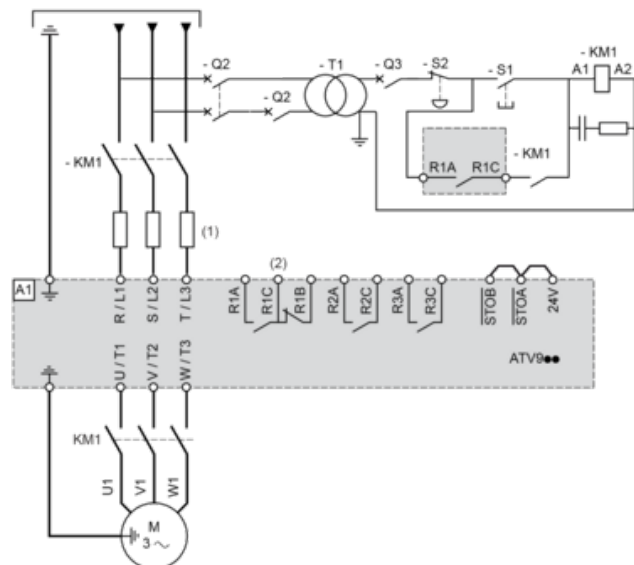 - Q2
- T1
- Q3
- S2
- S1
- KM1
A1
A2
- Q2
- KM1
R1A
R1C
- KM1
(1)
(2)
A1
R / L1
S / L2
T / L3
R1A
R1C
R1B
R2A
R2C
R3A
R3C
STOB
STOA
24V
U / T1
V / T2
W / T3
ATV9●●
KM1
U1
V1
W1
M
3 ~